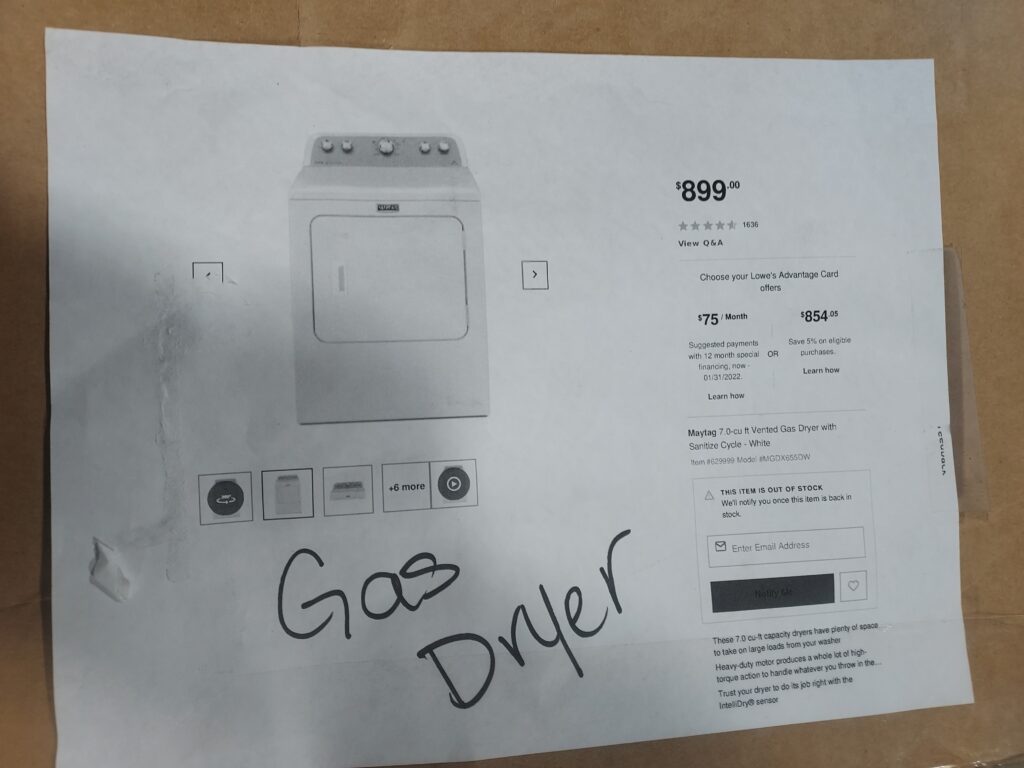 $899.00
1636
View Q&A
Choose your Lowe's Advantage Card
offers
$75 / Month
Suggested payments
with 12 month special
financing, now -
01/31/2022.
Learn how
OR
$854.05
Save 5% on eligible
purchases.
Learn how
Maytag 7.0-cu ft Vented Gas Dryer with
Sanitize Cycle - White
Item #629999 Model #MGDX655DW
THIS ITEM IS OUT OF STOCK
We'll notify you once this item is back in
stock.
Enter Email Address
Notify Me
These 7.0 cu-ft capacity dryers have plenty of space
to take on large loads from your washer
Heavy-duty motor produces a whole lot of high-
torque action to handle whatever you throw in the...
Trust your dryer to do its job right with the
IntelliDry® sensor
MAYTAG
360°
+6 more
Gas
Dryer